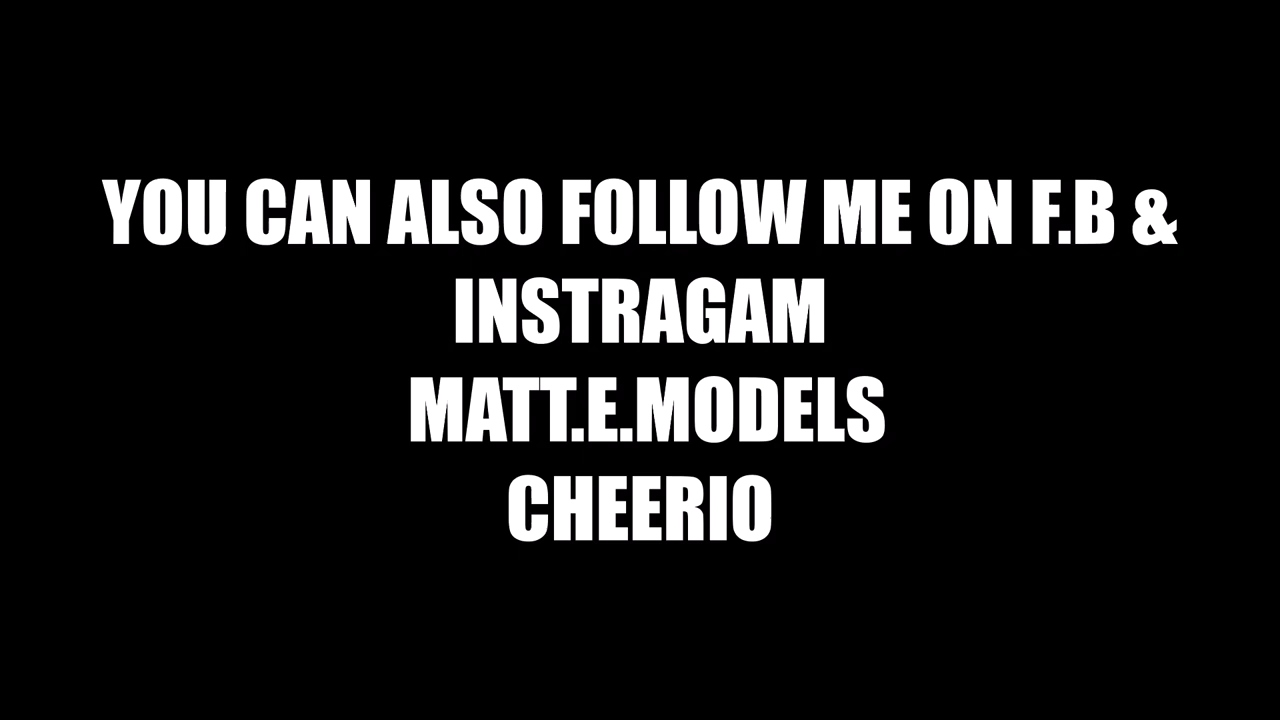 YOU CAN ALSO FOLLOW ME ON F.B &
INSTRAGAM
MATT.E.MODELS
CHEERIO